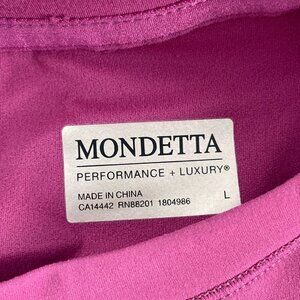 MONDETTA
PERFORMANCE + LUXURY®
MADE IN CHINA
CA14442 RN88201 1804986 L